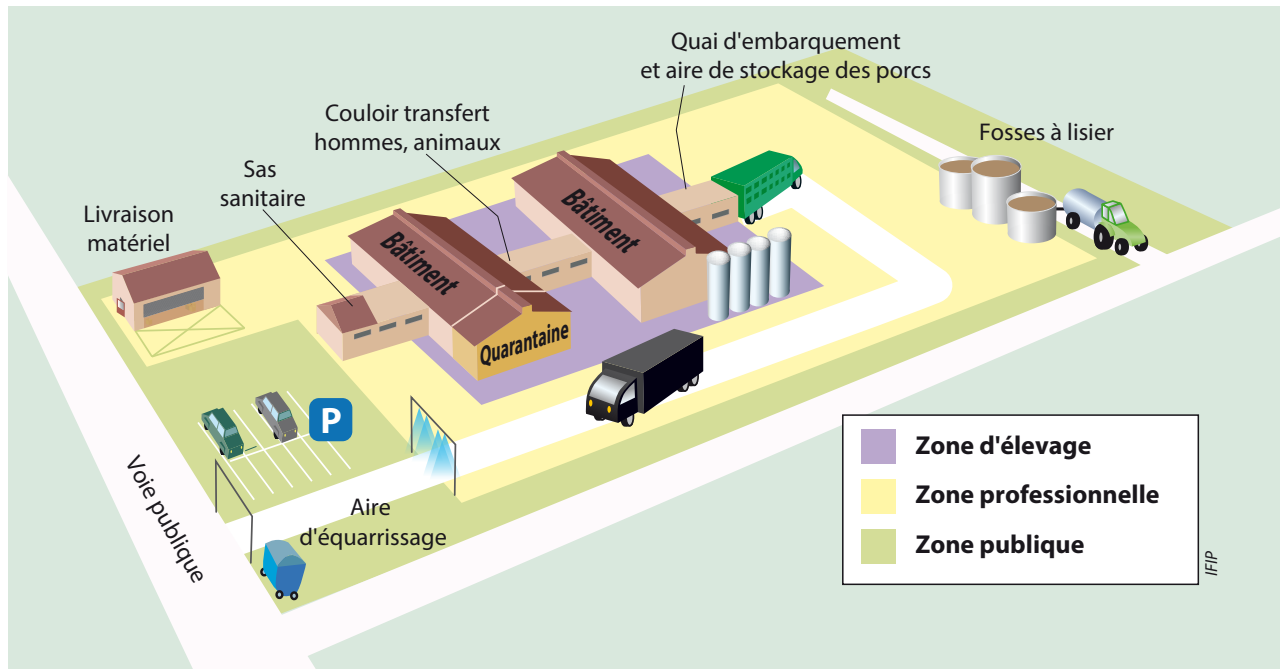 Quai d'embarquement
et aire de stockage des porcs
Couloir transfert
hommes, animaux
Fosses à lisier
Sas
sanitaire
Livraison
matériel
Bâtiment
Bâtiment
Quarantaine
P
Voie publique
Aire
d'équarrissage
Zone d'élevage
Zone professionnelle
Zone publique
IFIP